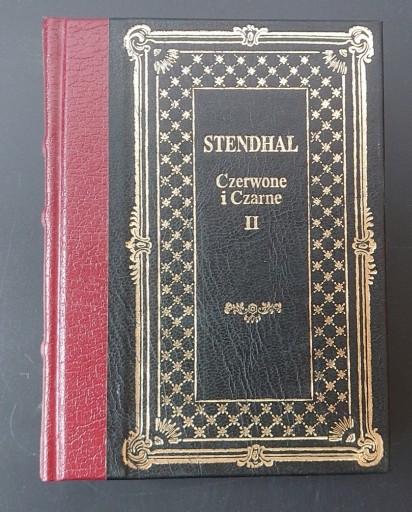 STENDHAL
Czerwone
i Czarne
II